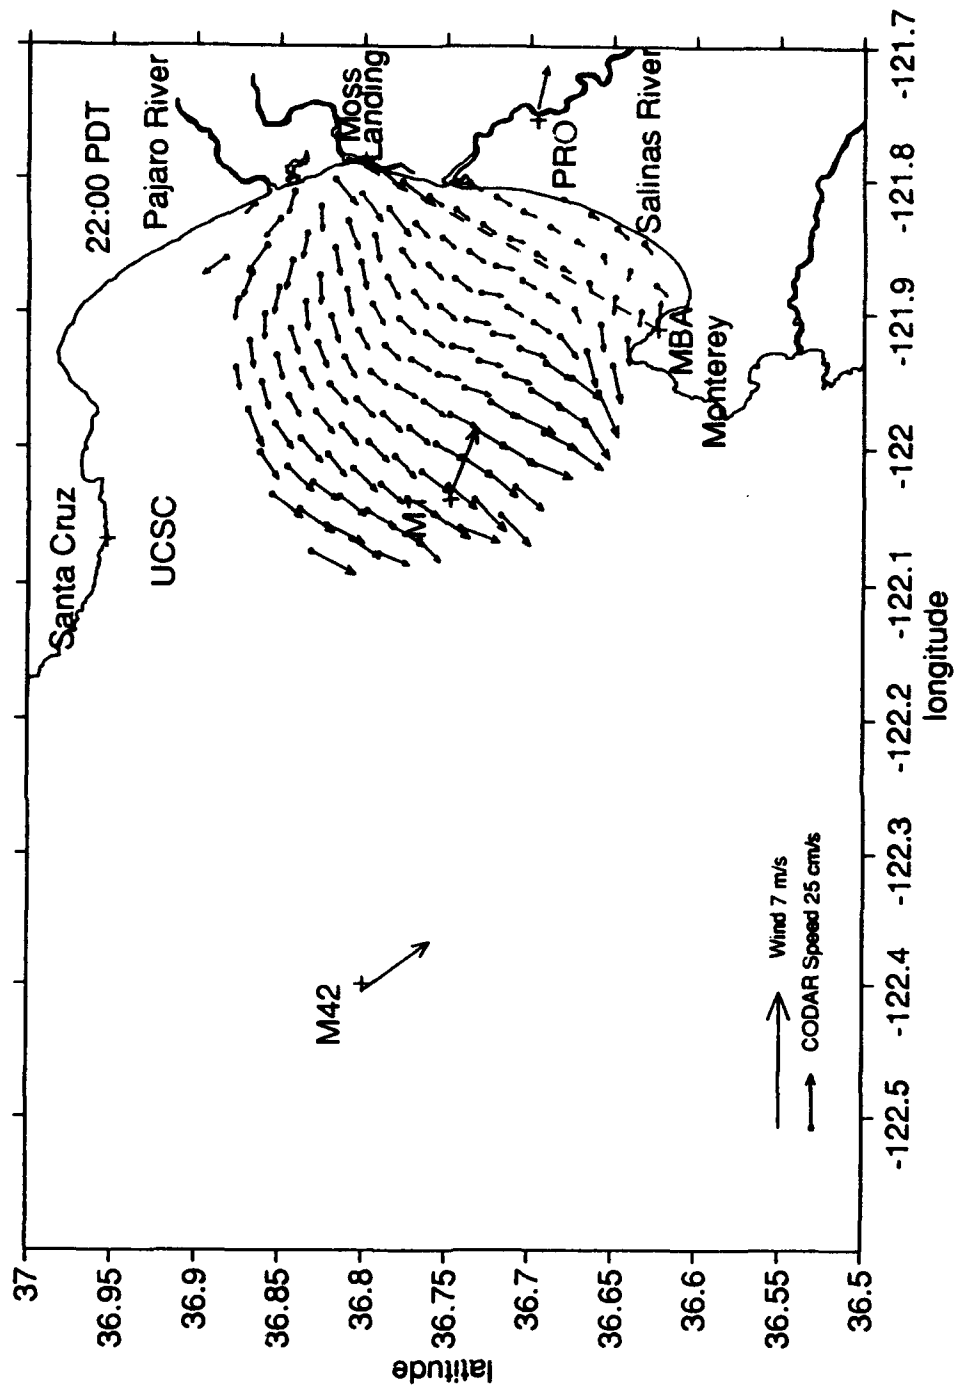 22:00 PDT
Santa Cruz
Pajaro River
UCSC
Moss
Landing
M42
M1
PRO
Salinas River
MBA
Monterey
Wind 7 m/s
CODAR Speed 25 cm/s
37
36.95
36.9
36.85
36.8
36.75
36.7
36.65
36.6
36.55
36.5
latitude
-122.5
-122.4
-122.3
-122.2
-122.1
-122
-121.9
-121.8
-121.7
longitude